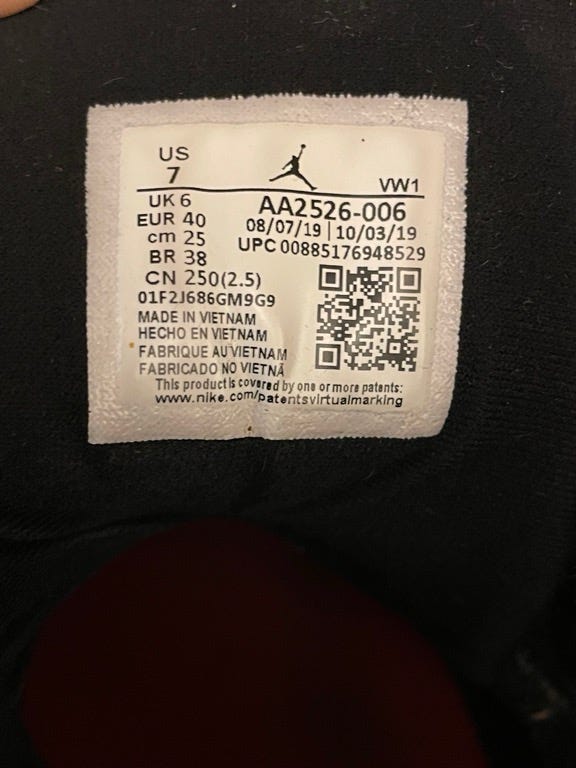 US
7
VW1
UK 6
EUR 40
cm 25
BR 38
CN 250(2.5)
AA2526-006
08/07/19 | 10/03/19
UPC 00885176948529
01F2J686GM9G9
MADE IN VIETNAM
HECHO EN VIETNAM
FABRIQUE AU VIETNAM
FABRICADO NO VIETNÃ
This product is covered by one or more patents:
www.nike.com/patentsvirtualmarking